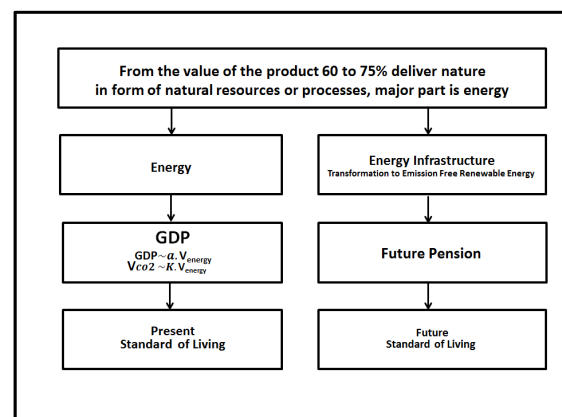 From the value of the product 60 to 75% deliver nature
in form of natural resources or processes, major part is energy
Energy
Energy Infrastructure
Transformation to Emission Free Renewable Energy
GDP
GDP~a.Venergy
Vco2~K.Venergy
Future Pension
Present
Standard of Living
Future
Standard of Living